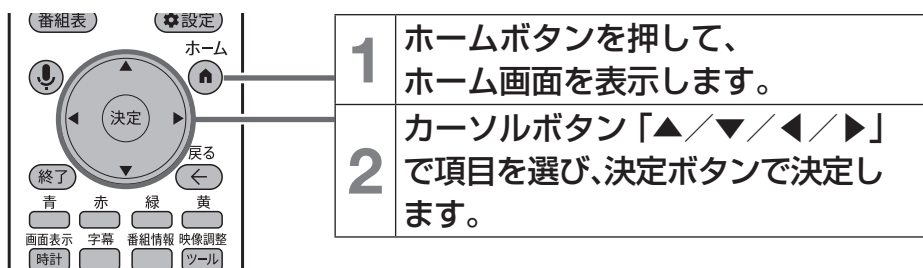 番組表
設定
ホーム
決定
戻る
終了
青 赤 緑 黄
画面表示 字幕 番組情報 映像調整
時計 ツール
1 ホームボタンを押して、
ホーム画面を表示します。
2 カーソルボタン「▲/▼/◀/▶」
で項目を選び、決定ボタンで決定し
ます。